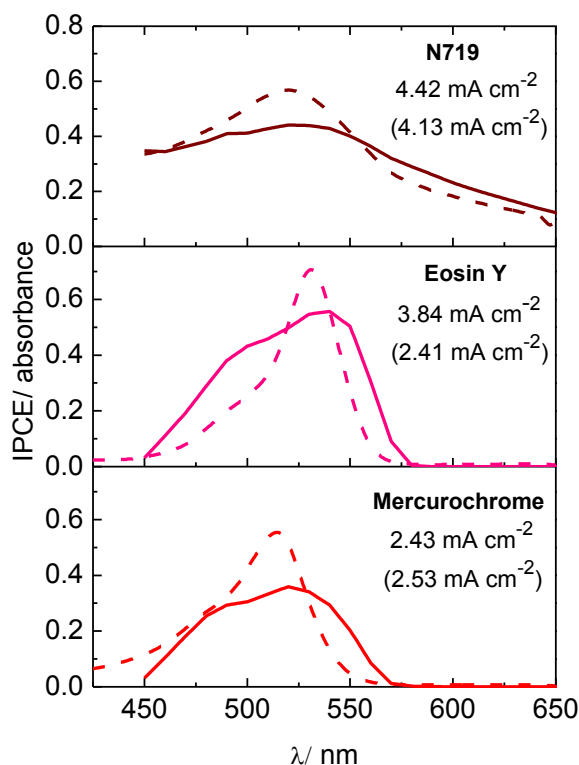 IPCE/ absorbance
0.8
0.6
0.4
0.2
0.0
N719
4.42 mA cm⁻²
(4.13 mA cm⁻²)
0.6
0.4
0.2
0.0
Eosin Y
3.84 mA cm⁻²
(2.41 mA cm⁻²)
0.6
0.4
0.2
0.0
Mercurochrome
2.43 mA cm⁻²
(2.53 mA cm⁻²)
450 500 550 600 650
λ/ nm